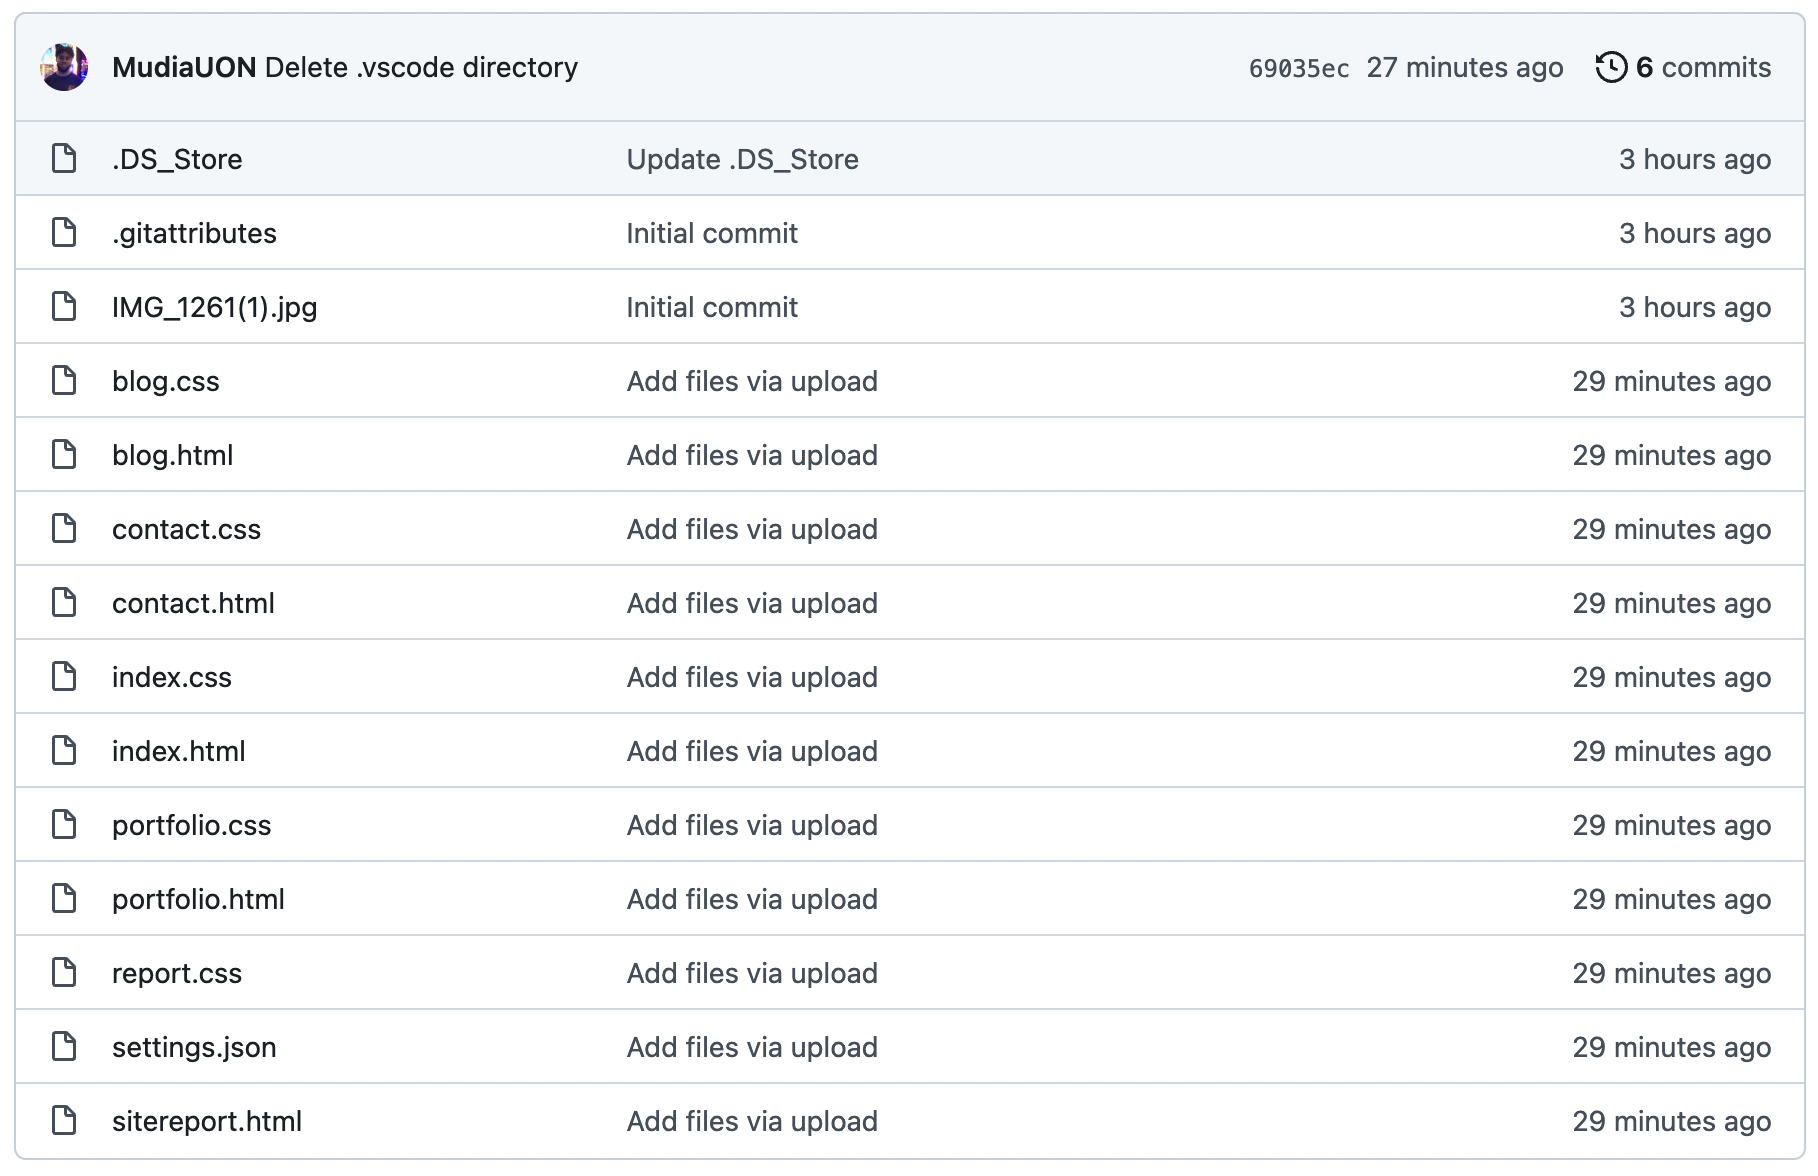 MudiaUON Delete .vscode directory 69035ec 27 minutes ago 6 commits
.DS_Store Update .DS_Store 3 hours ago
.gitattributes Initial commit 3 hours ago
IMG_1261(1).jpg Initial commit 3 hours ago
blog.css Add files via upload 29 minutes ago
blog.html Add files via upload 29 minutes ago
contact.css Add files via upload 29 minutes ago
contact.html Add files via upload 29 minutes ago
index.css Add files via upload 29 minutes ago
index.html Add files via upload 29 minutes ago
portfolio.css Add files via upload 29 minutes ago
portfolio.html Add files via upload 29 minutes ago
report.css Add files via upload 29 minutes ago
settings.json Add files via upload 29 minutes ago
sitereport.html Add files via upload 29 minutes ago